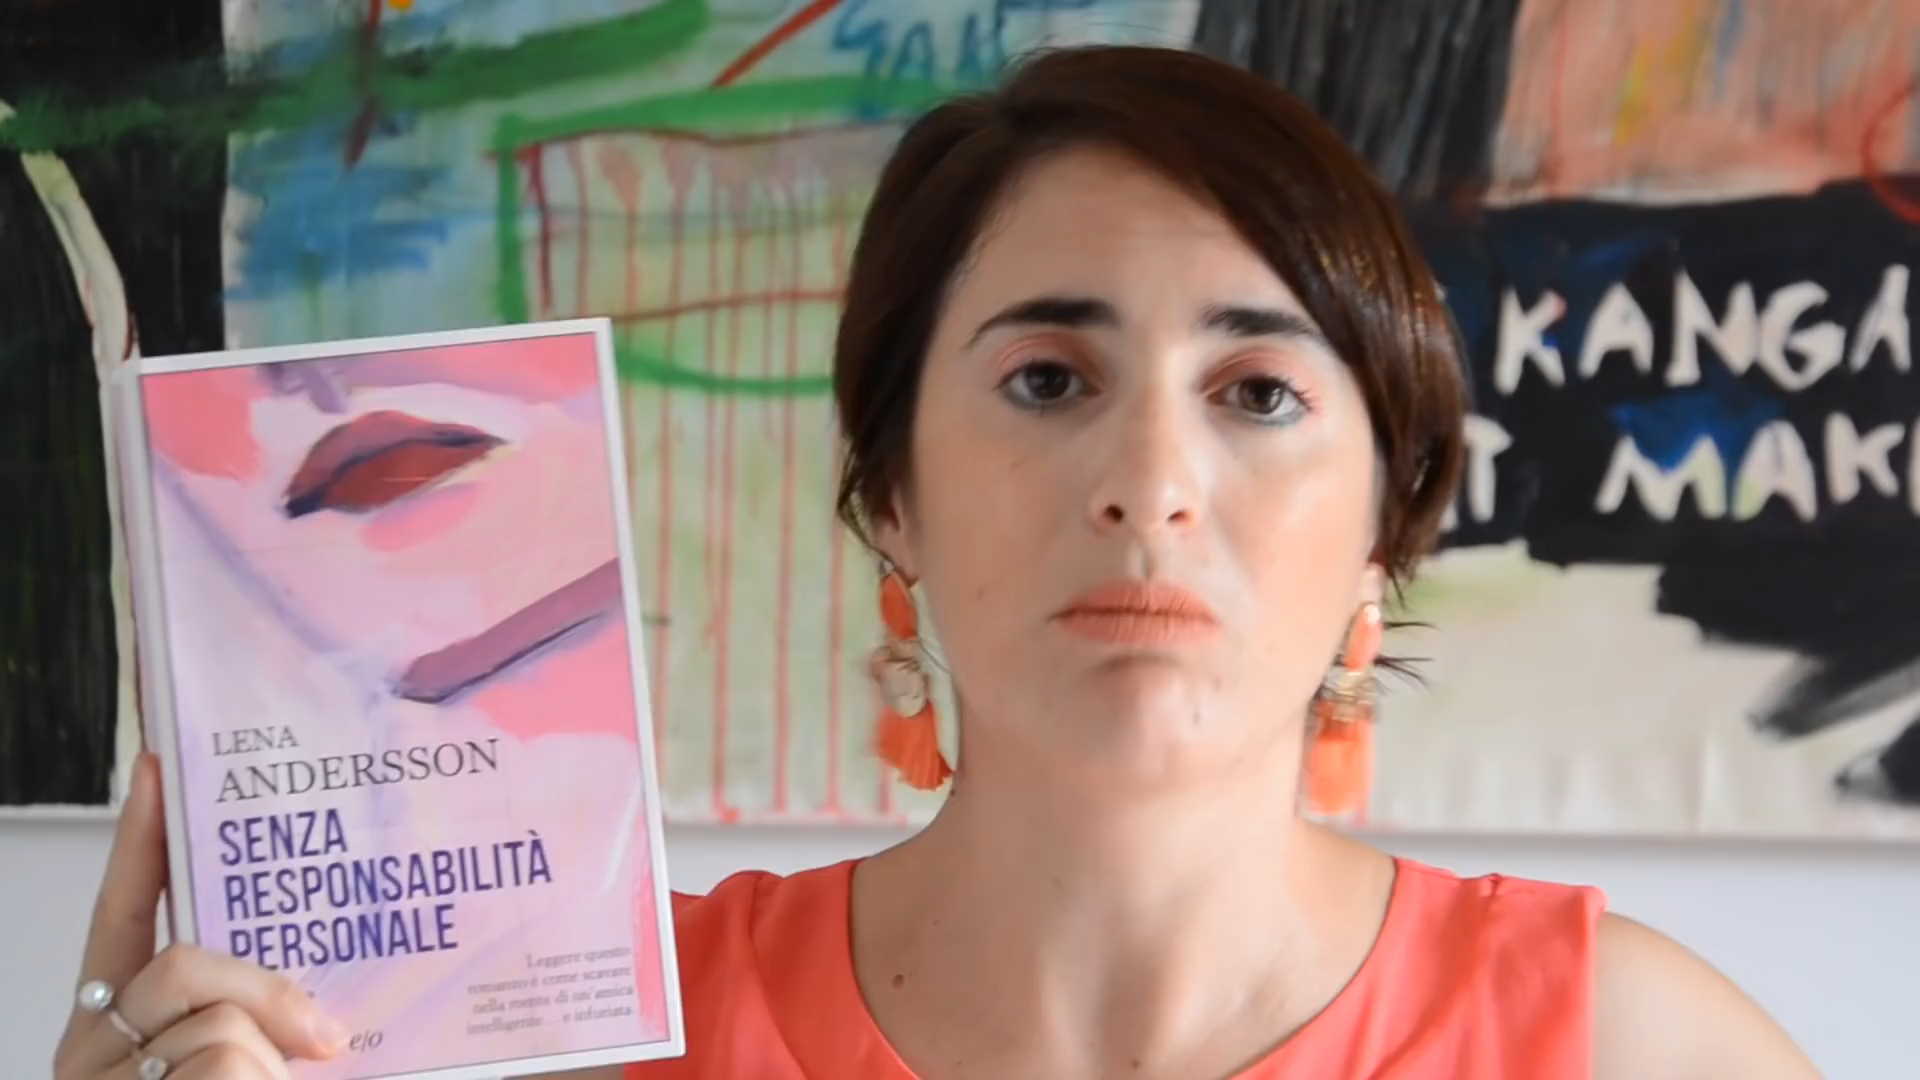 LENA
ANDERSSON
SENZA
RESPONSABILITÀ
PERSONALE
Leggere questo
romanzo è come scavare
nella mente di un'amica
intelligente... e infuriata
e/o
KANGA
T MAK